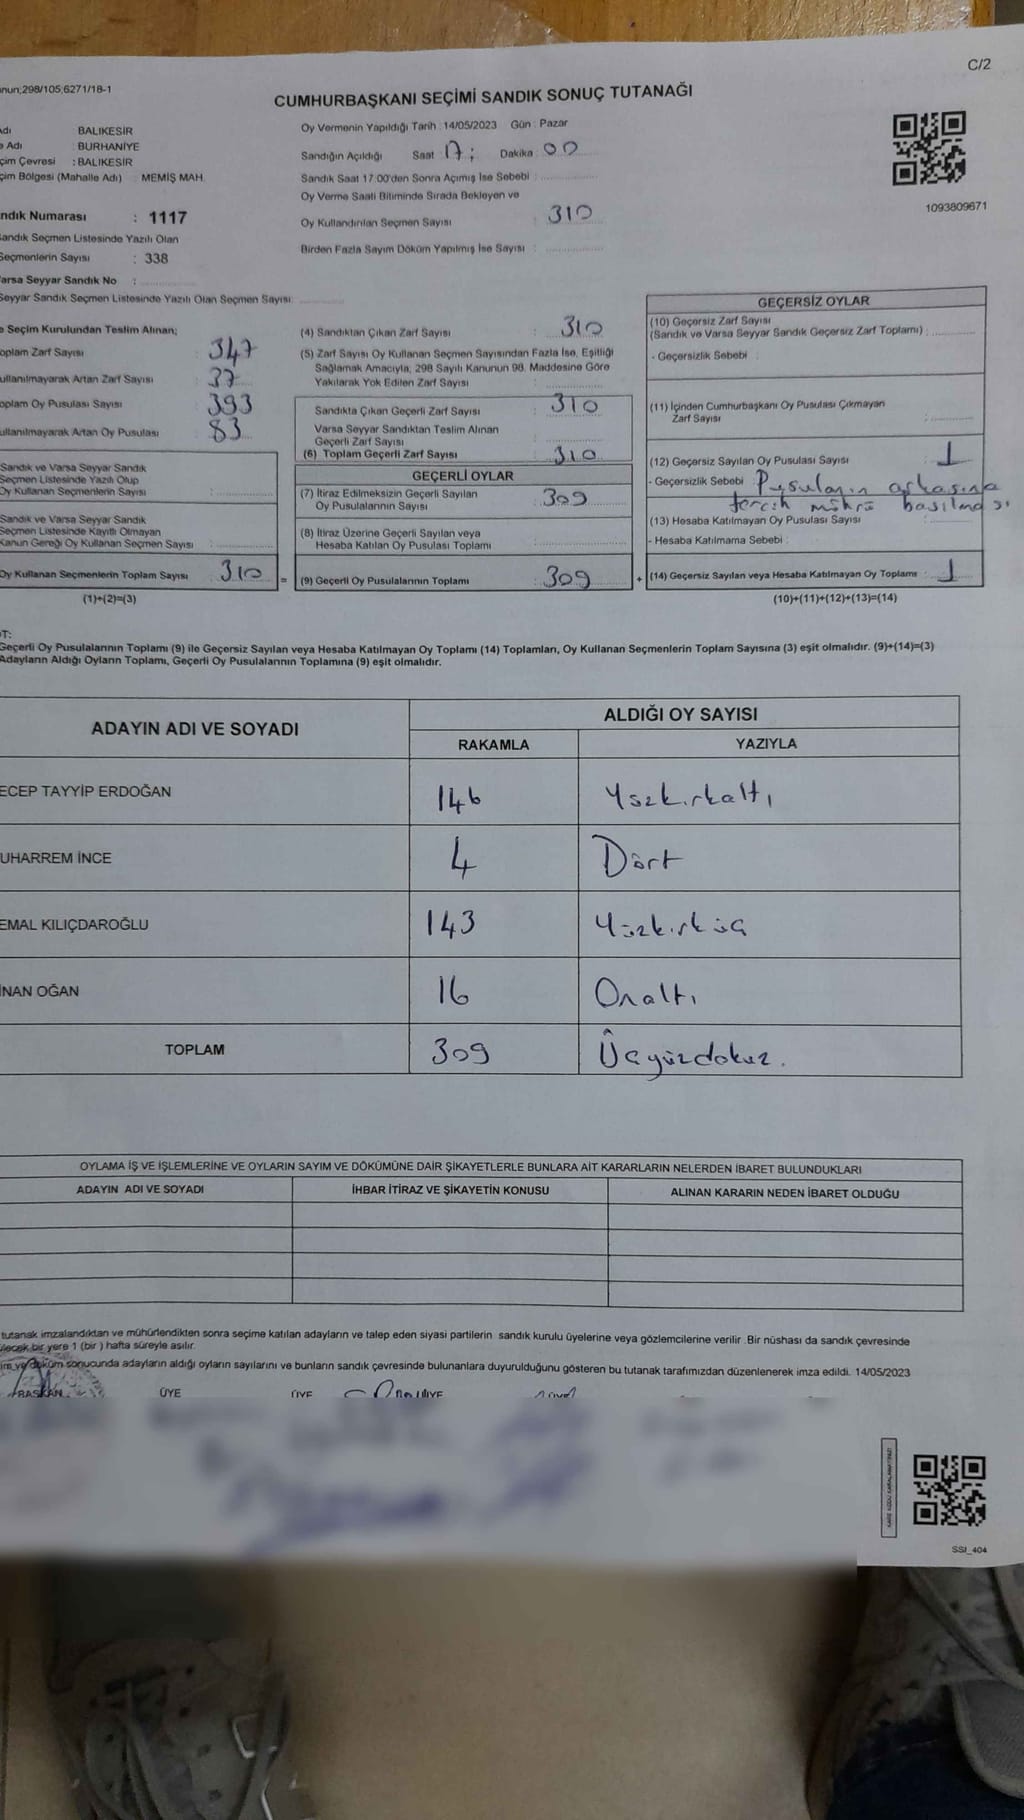 C/2
nun;298/105;6271/18-1
CUMHURBAŞKANI SEÇİMİ SANDIK SONUÇ TUTANAĞI
dı BALIKESİR
Adı : BURHANİYE
çim Çevresi : BALIKESİR
çim Bölgesi (Mahalle Adı) : MEMİŞ MAH.
ndık Numarası : 1117
andık Seçmen Listesinde Yazılı Olan
Seçmenlerin Sayısı : 338
arsa Seyyar Sandık No :
Seyyar Sandık Seçmen Listesinde Yazılı Olan Seçmen Sayısı:
Oy Vermenin Yapıldığı Tarih : 14/05/2023 Gün : Pazar
Sandığın Açıldığı Saat : 17 ; Dakika : 00
Sandık Saat 17:00'den Sonra Açımış İse Sebebi :
Oy Verme Saati Bitiminde Sırada Bekleyen ve
Oy Kullandırılan Seçmen Sayısı : 310
Birden Fazla Sayım Döküm Yapılmış İse Sayısı :
1093809671
e Seçim Kurulundan Teslim Alınan;
oplam Zarf Sayısı : 347
ullanılmayarak Artan Zarf Sayısı : 37
oplam Oy Pusulası Sayısı : 393
ullanılmayarak Artan Oy Pusulası : 83
Sandık ve Varsa Seyyar Sandık
Seçmen Listesinde Yazılı Olup
Oy Kullanan Seçmenlerin Sayısı :
Sandık ve Varsa Seyyar Sandık
Seçmen Listesinde Kayıtlı Olmayan
Kanun Gereği Oy Kullanan Seçmen Sayısı :
Oy Kullanan Seçmenlerin Toplam Sayısı : 310
(1)+(2)=(3)
(4) Sandıktan Çıkan Zarf Sayısı : 310
(5) Zarf Sayısı Oy Kullanan Seçmen Sayısından Fazla İse, Eşitliği
Sağlamak Amacıyla, 298 Sayılı Kanunun 98. Maddesine Göre
Yakılarak Yok Edilen Zarf Sayısı :
Sandıkta Çıkan Geçerli Zarf Sayısı : 310
Varsa Seyyar Sandıktan Teslim Alınan
Geçerli Zarf Sayısı :
(6) Toplam Geçerli Zarf Sayısı : 310
GEÇERLİ OYLAR
(7) İtiraz Edilmeksizin Geçerli Sayılan
Oy Pusulalarının Sayısı : 309
(8) İtiraz Üzerine Geçerli Sayılan veya
Hesaba Katılan Oy Pusulası Toplamı :
= (9) Geçerli Oy Pusulalarının Toplamı : 309
GEÇERSİZ OYLAR
(10) Geçersiz Zarf Sayısı
(Sandık ve Varsa Seyyar Sandık Geçersiz Zarf Toplamı) :
- Geçersizlik Sebebi :
(11) İçinden Cumhurbaşkanı Oy Pusulası Çıkmayan
Zarf Sayısı :
(12) Geçersiz Sayılan Oy Pusulası Sayısı : 1
- Geçersizlik Sebebi : Pusulanın arkasına
tercih mührü basılması
(13) Hesaba Katılmayan Oy Pusulası Sayısı :
- Hesaba Katılmama Sebebi :
+ (14) Geçersiz Sayılan veya Hesaba Katılmayan Oy Toplamı : 1
(10)+(11)+(12)+(13)=(14)
OT:
Geçerli Oy Pusulalarının Toplamı (9) ile Geçersiz Sayılan veya Hesaba Katılmayan Oy Toplamı (14) Toplamları, Oy Kullanan Seçmenlerin Toplam Sayısına (3) eşit olmalıdır. (9)+(14)=(3)
Adayların Aldığı Oyların Toplamı, Geçerli Oy Pusulalarının Toplamına (9) eşit olmalıdır.
ADAYIN ADI VE SOYADI
ALDIĞI OY SAYISI
RAKAMLA YAZIYLA
ECEP TAYYİP ERDOĞAN 146 Yüzkırkaltı
UHARREM İNCE 4 Dört
EMAL KILIÇDAROĞLU 143 Yüzkırküç
İNAN OĞAN 16 Onaltı
TOPLAM 309 Üçyüzdokuz.
OYLAMA İŞ VE İŞLEMLERİNE VE OYLARIN SAYIM VE DÖKÜMÜNE DAİR ŞİKAYETLERLE BUNLARA AİT KARARLARIN NELERDEN İBARET BULUNDUKLARI
ADAYIN ADI VE SOYADI İHBAR İTİRAZ VE ŞİKAYETİN KONUSU ALINAN KARARIN NEDEN İBARET OLDUĞU
tutanak imzalandıktan ve mühürlendikten sonra seçime katılan adayların ve talep eden siyasi partilerin sandık kurulu üyelerine veya gözlemcilerine verilir. Bir nüshası da sandık çevresinde
ülecek bir yere 1 (bir ) hafta süreyle asılır.
ım ve döküm sonucunda adayların aldığı oyların sayılarını ve bunların sandık çevresinde bulunanlara duyurulduğunu gösteren bu tutanak tarafımızdan düzenlenerek imza edildi. 14/05/2023
BAŞKAN ÜYE ÜYE ÜYE
SSI_404